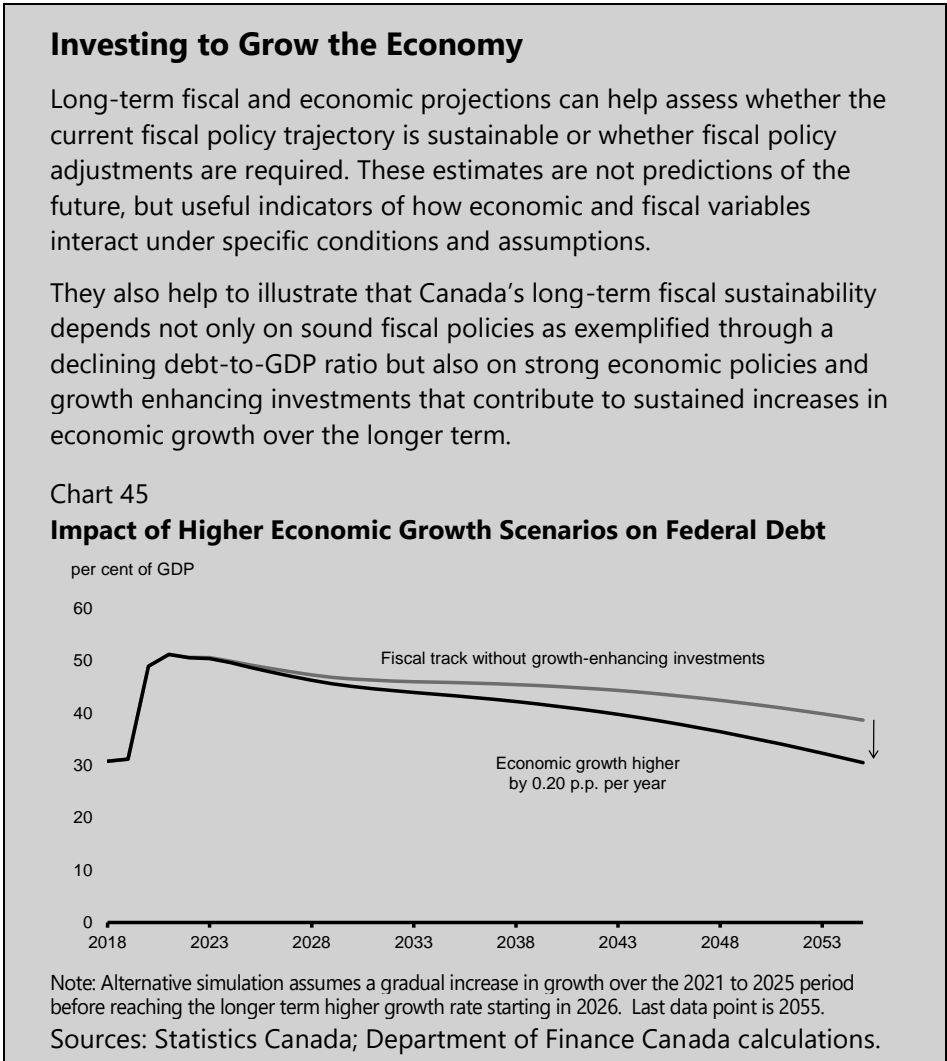 Investing to Grow the Economy
Long-term fiscal and economic projections can help assess whether the
current fiscal policy trajectory is sustainable or whether fiscal policy
adjustments are required. These estimates are not predictions of the
future, but useful indicators of how economic and fiscal variables
interact under specific conditions and assumptions.
They also help to illustrate that Canada’s long-term fiscal sustainability
depends not only on sound fiscal policies as exemplified through a
declining debt-to-GDP ratio but also on strong economic policies and
growth enhancing investments that contribute to sustained increases in
economic growth over the longer term.
Chart 45
Impact of Higher Economic Growth Scenarios on Federal Debt
per cent of GDP
60
50
40
30
20
10
0
Fiscal track without growth-enhancing investments
Economic growth higher
by 0.20 p.p. per year
2018 2023 2028 2033 2038 2043 2048 2053
Note: Alternative simulation assumes a gradual increase in growth over the 2021 to 2025 period
before reaching the longer term higher growth rate starting in 2026. Last data point is 2055.
Sources: Statistics Canada; Department of Finance Canada calculations.